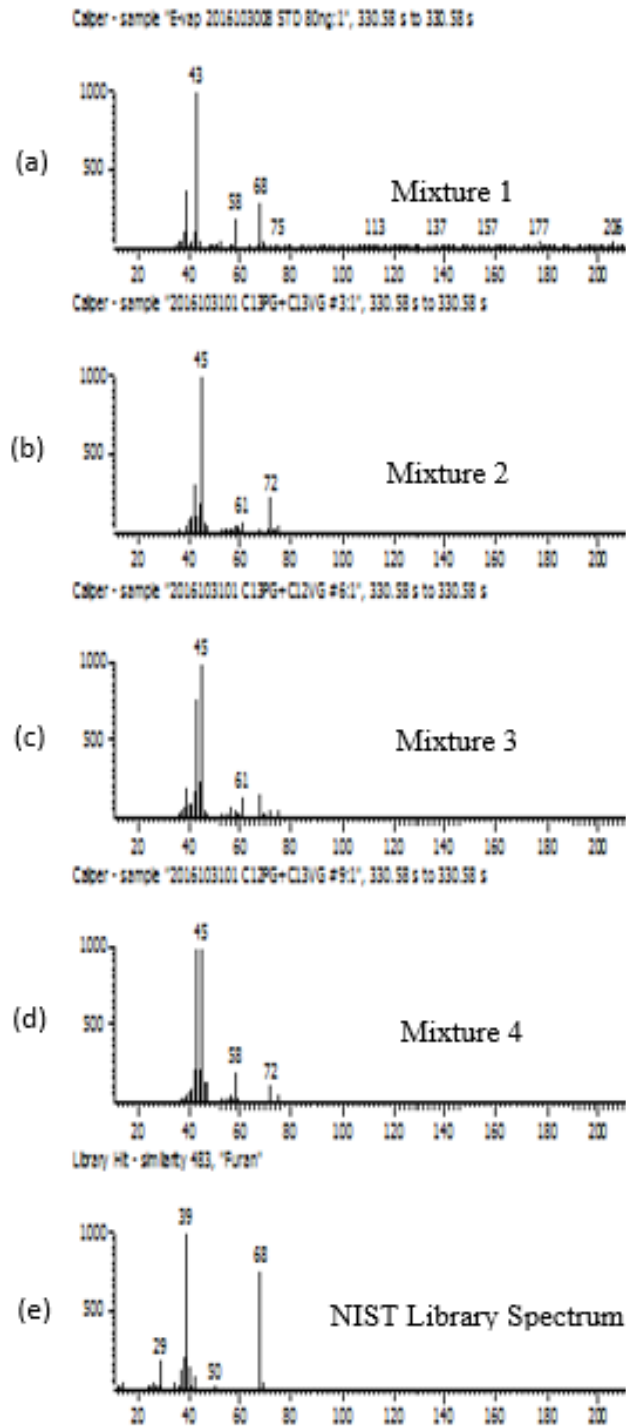 Caliper - sample "E-vap 2016103008 STD 80ng:1", 330.58 s to 330.58 s
(a)
1000
500
43
58
68
75
113
137
157
177
206
Mixture 1
20 40 60 80 100 120 140 160 180 200
Caliper - sample "2016103101 C13PG+C13VG #3:1", 330.58 s to 330.58 s
(b)
1000
500
45
61
72
Mixture 2
20 40 60 80 100 120 140 160 180 200
Caliper - sample "2016103101 C13PG+C12VG #6:1", 330.58 s to 330.58 s
(c)
1000
500
45
61
Mixture 3
20 40 60 80 100 120 140 160 180 200
Caliper - sample "2016103101 C12PG+C13VG #9:1", 330.58 s to 330.58 s
(d)
1000
500
45
58
72
Mixture 4
20 40 60 80 100 120 140 160 180 200
Library Hit - similarity 483, "Furan"
(e)
1000
500
39
29
50
68
NIST Library Spectrum
20 40 60 80 100 120 140 160 180 200